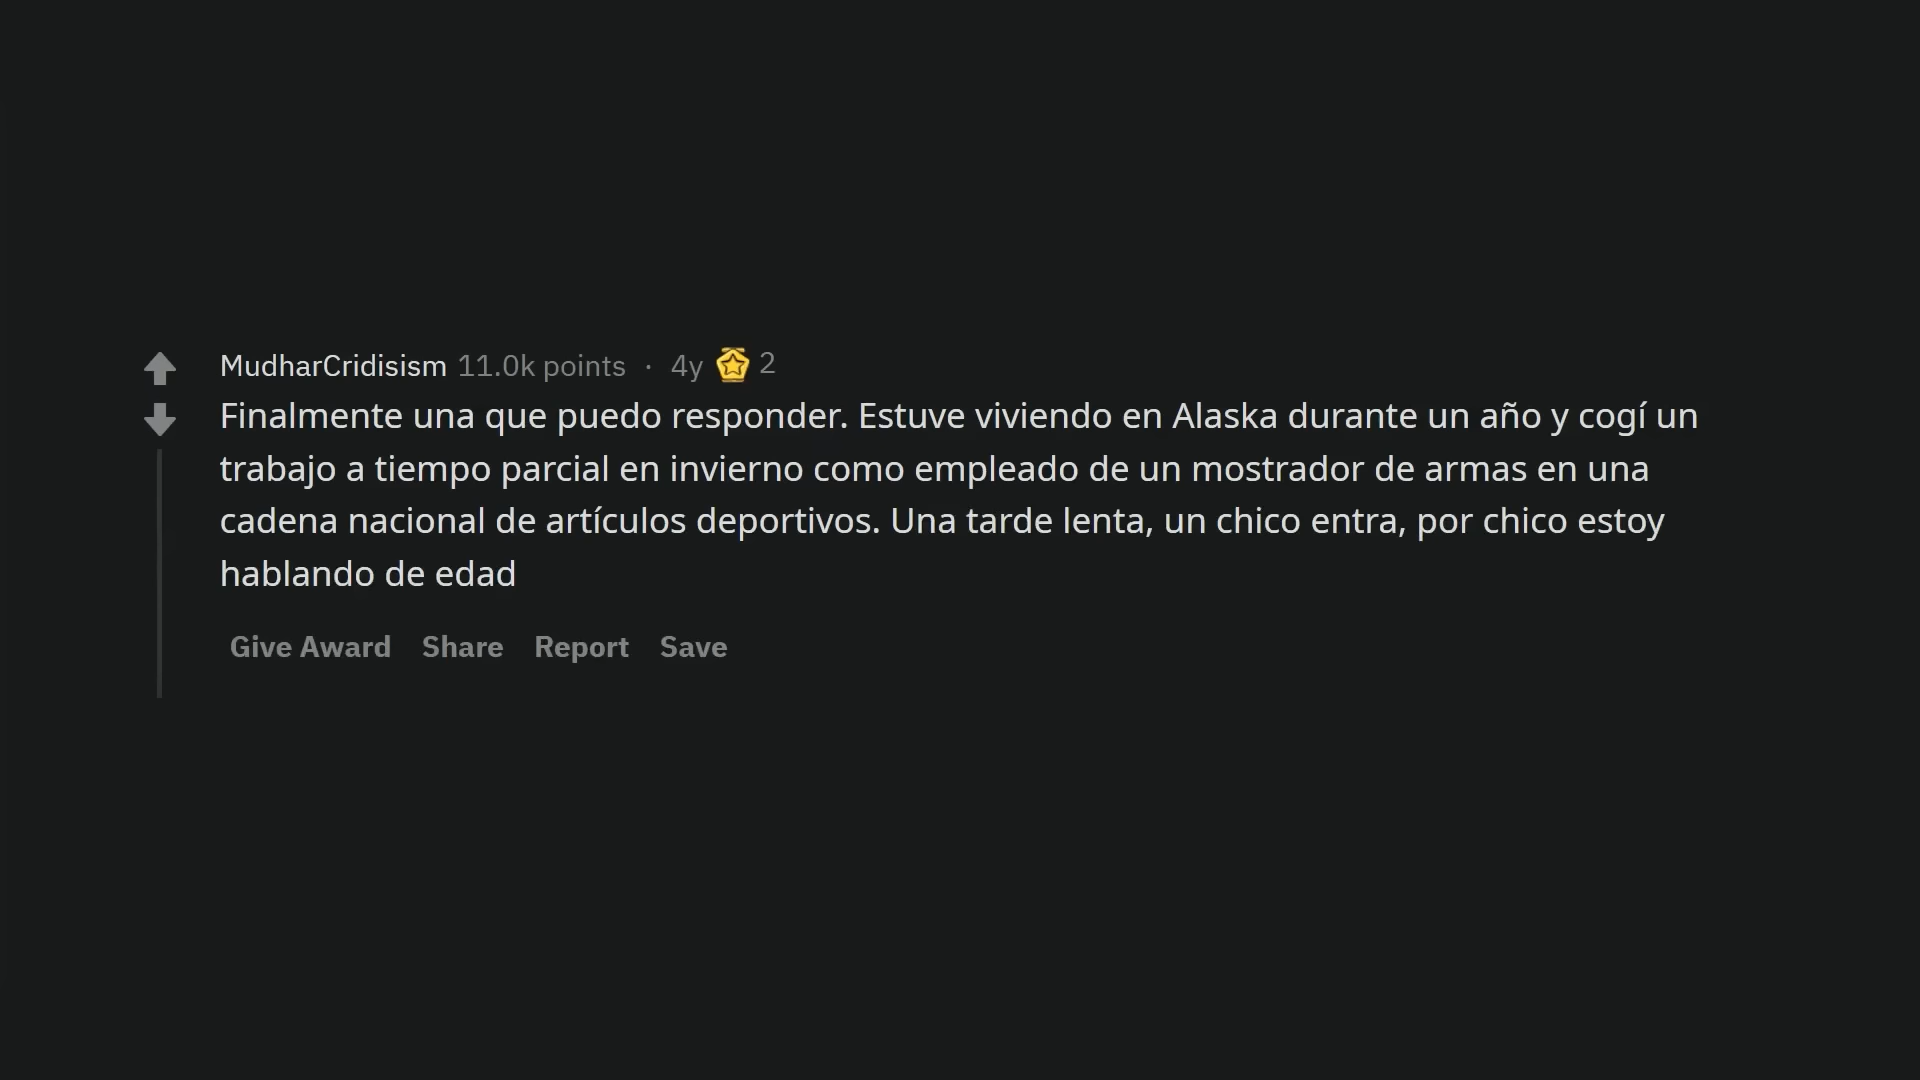 MudharCridisism 11.0k points · 4y 2
Finalmente una que puedo responder. Estuve viviendo en Alaska durante un año y cogí un
trabajo a tiempo parcial en invierno como empleado de un mostrador de armas en una
cadena nacional de artículos deportivos. Una tarde lenta, un chico entra, por chico estoy
hablando de edad
Give Award Share Report Save